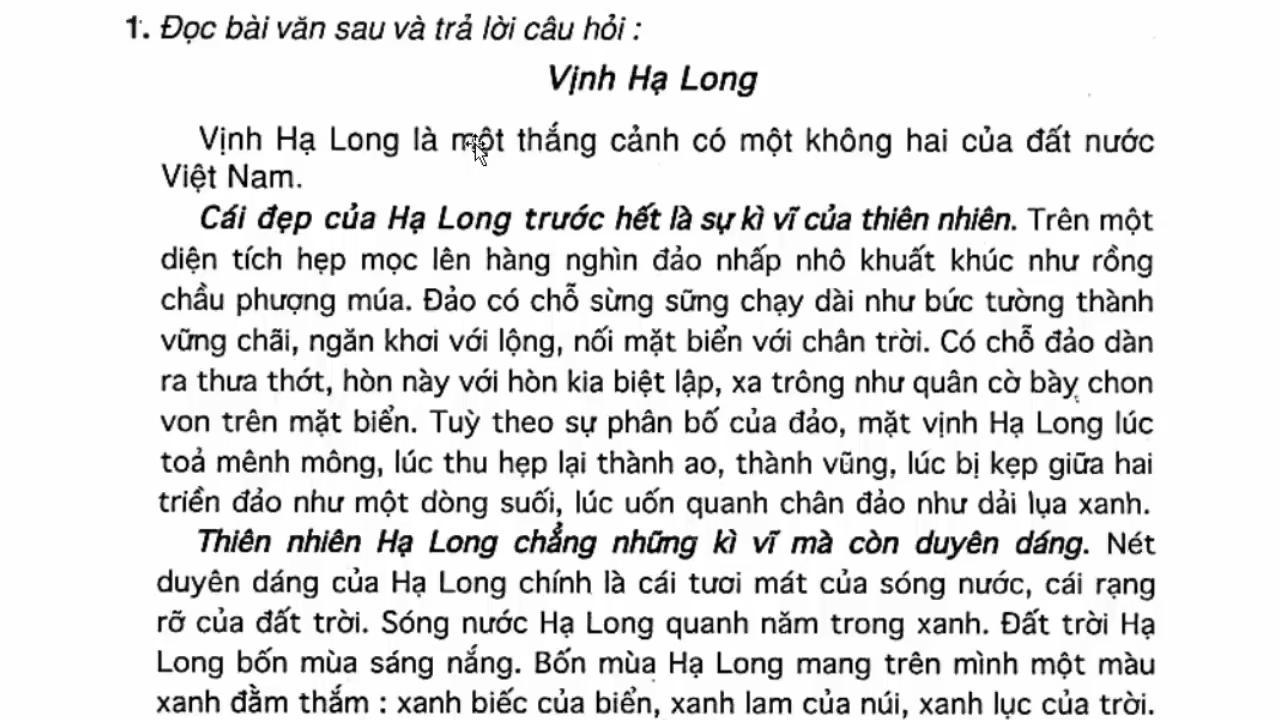 1. Đọc bài văn sau và trả lời câu hỏi :
Vịnh Hạ Long
Vịnh Hạ Long là một thắng cảnh có một không hai của đất nước
Việt Nam.
Cái đẹp của Hạ Long trước hết là sự kì vĩ của thiên nhiên. Trên một
diện tích hẹp mọc lên hàng nghìn đảo nhấp nhô khuất khúc như rồng
chầu phượng múa. Đảo có chỗ sừng sững chạy dài như bức tường thành
vững chãi, ngăn khơi với lộng, nối mặt biển với chân trời. Có chỗ đảo dàn
ra thưa thớt, hòn này với hòn kia biệt lập, xa trông như quân cờ bày chon
von trên mặt biển. Tuỳ theo sự phân bố của đảo, mặt vịnh Hạ Long lúc
toả mênh mông, lúc thu hẹp lại thành ao, thành vũng, lúc bị kẹp giữa hai
triền đảo như một dòng suối, lúc uốn quanh chân đảo như dải lụa xanh.
Thiên nhiên Hạ Long chẳng những kì vĩ mà còn duyên dáng. Nét
duyên dáng của Hạ Long chính là cái tươi mát của sóng nước, cái rạng
rỡ của đất trời. Sóng nước Hạ Long quanh năm trong xanh. Đất trời Hạ
Long bốn mùa sáng nắng. Bốn mùa Hạ Long mang trên mình một màu
xanh đằm thắm : xanh biếc của biển, xanh lam của núi, xanh lục của trời.